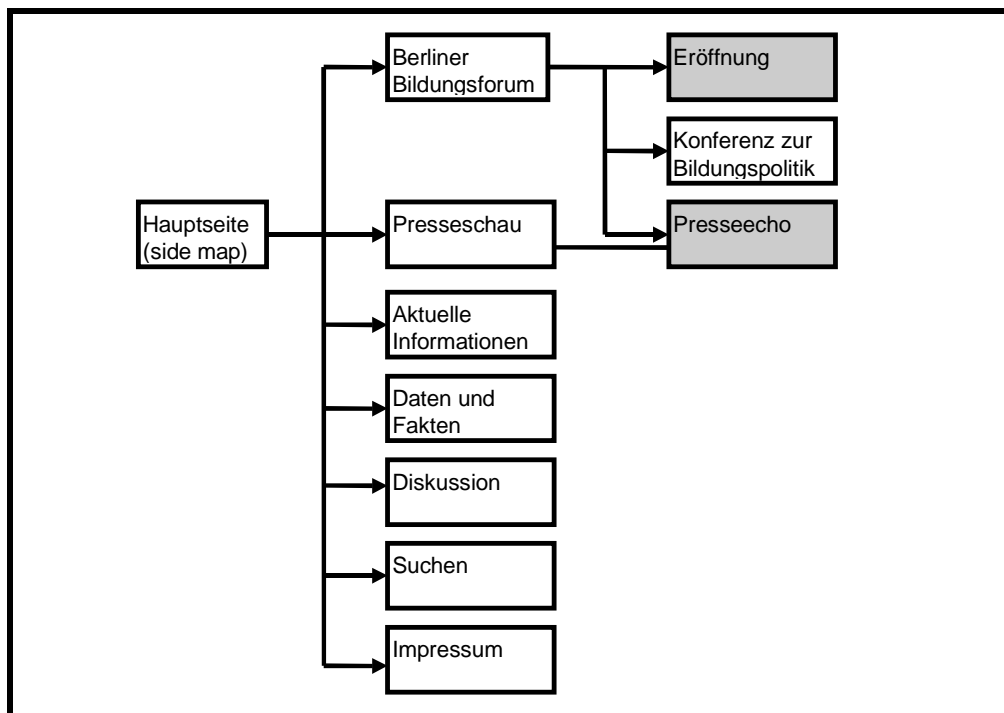 Berliner
Bildungsforum
Eröffnung
Konferenz zur
Bildungspolitik
Hauptseite
(side map)
Presseschau
Presseecho
Aktuelle
Informationen
Daten und
Fakten
Diskussion
Suchen
Impressum